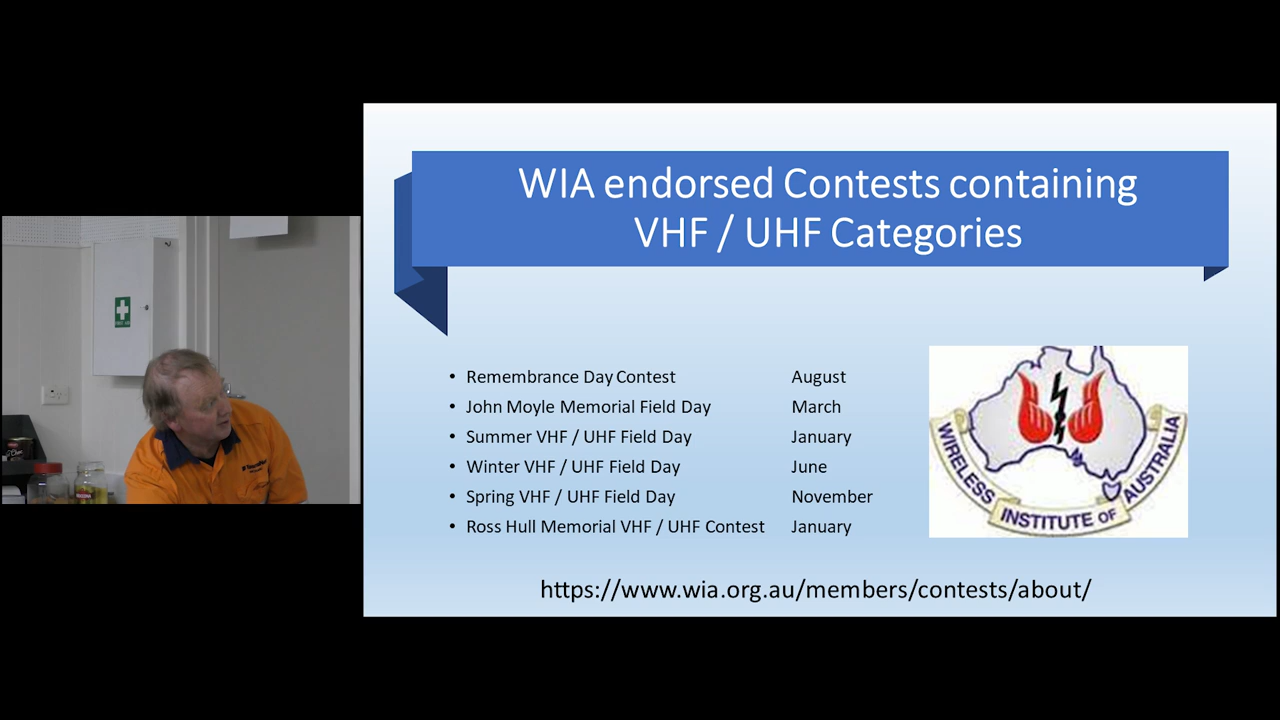 WIA endorsed Contests containing
VHF / UHF Categories
• Remembrance Day Contest August
• John Moyle Memorial Field Day March
• Summer VHF / UHF Field Day January
• Winter VHF / UHF Field Day June
• Spring VHF / UHF Field Day November
• Ross Hull Memorial VHF / UHF Contest January
WIRELESS INSTITUTE OF AUSTRALIA
https://www.wia.org.au/members/contests/about/